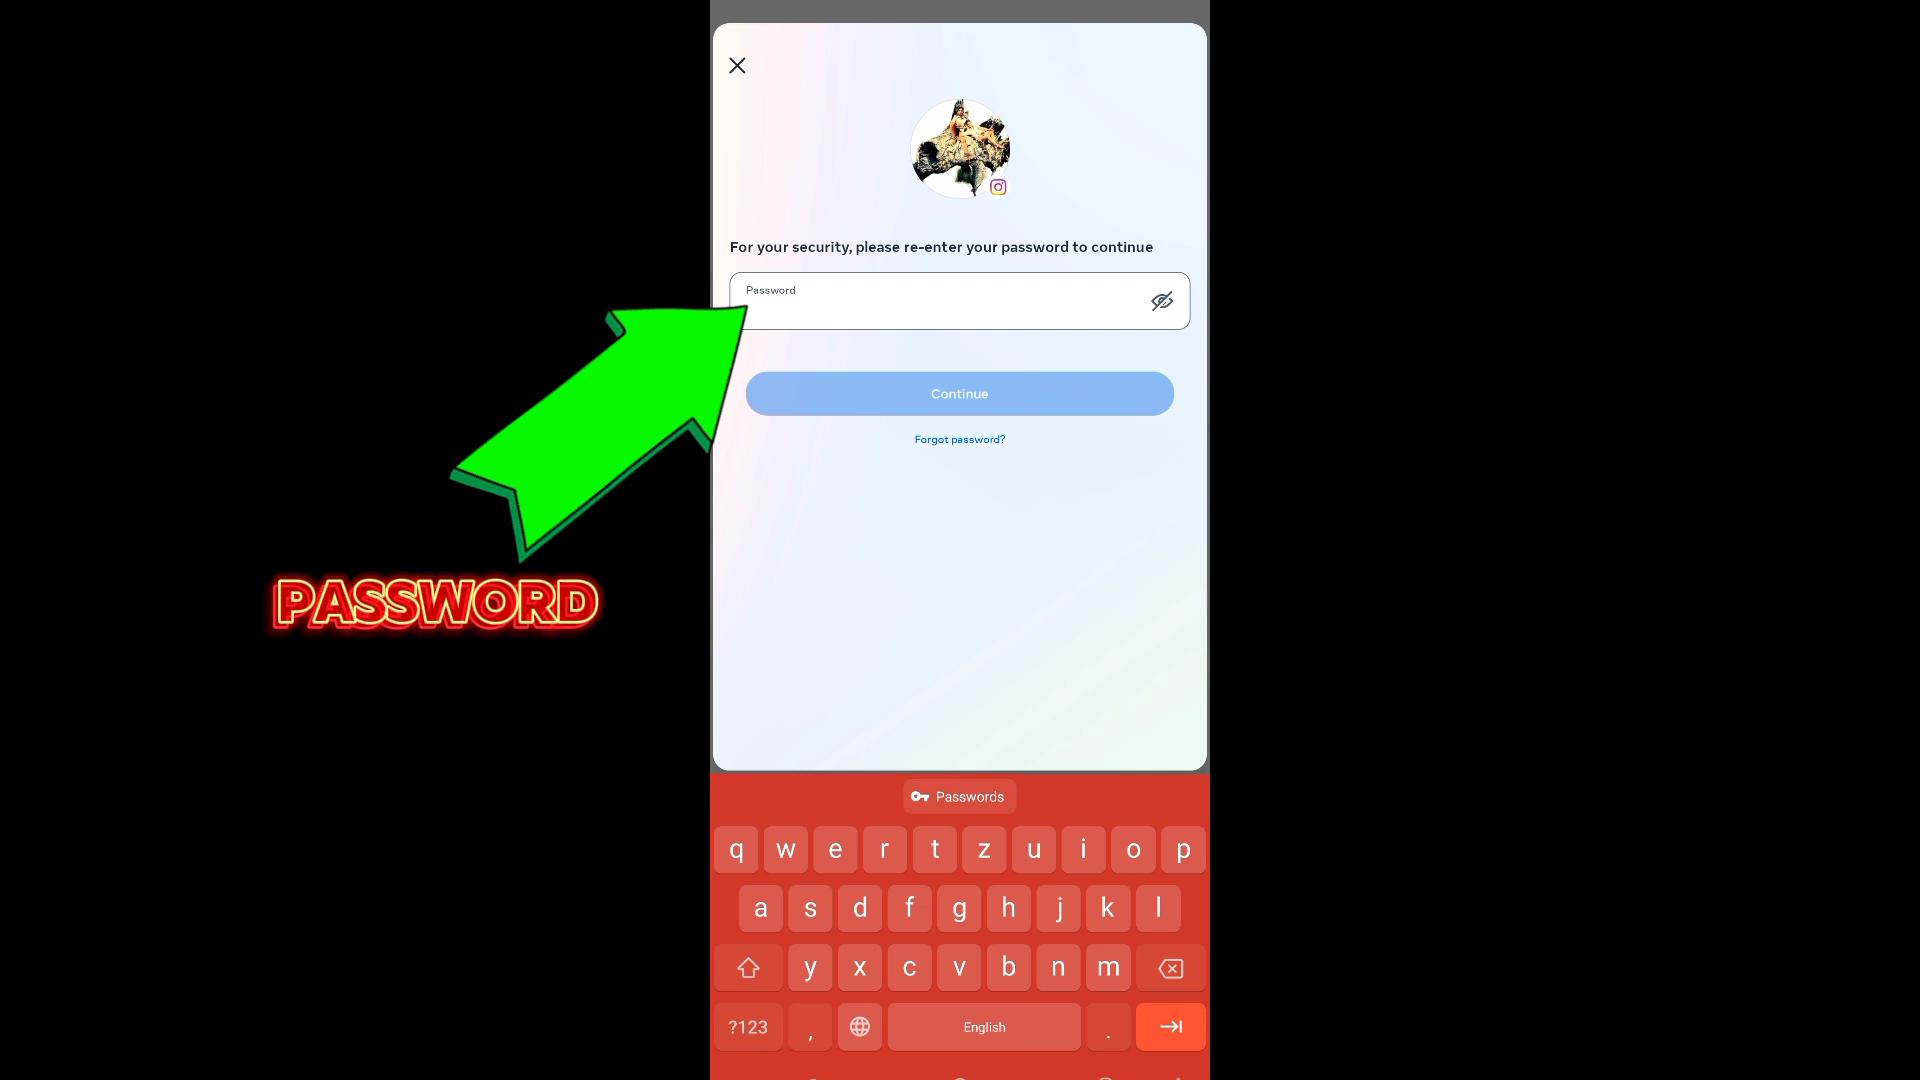 For your security, please re-enter your password to continue
Password
Continue
Forgot password?
PASSWORD
Passwords
q w e r t z u i o p
a s d f g h j k l
y x c v b n m
?123 , English .